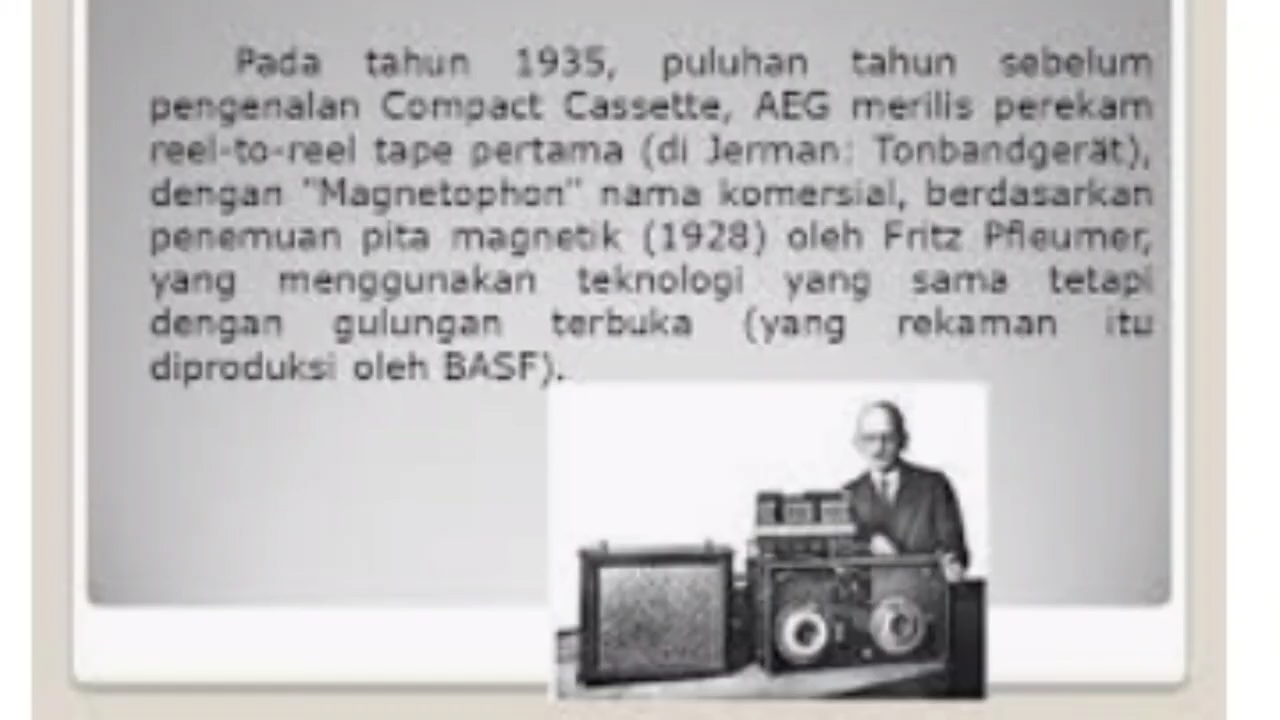 Pada tahun 1935, puluhan tahun sebelum
pengenalan Compact Cassette, AEG merilis perekam
reel-to-reel tape pertama (di Jerman: Tonbandgerät),
dengan "Magnetophon" nama komersial, berdasarkan
penemuan pita magnetik (1928) oleh Fritz Pfleumer,
yang menggunakan teknologi yang sama tetapi
dengan gulungan terbuka (yang rekaman itu
diproduksi oleh BASF).